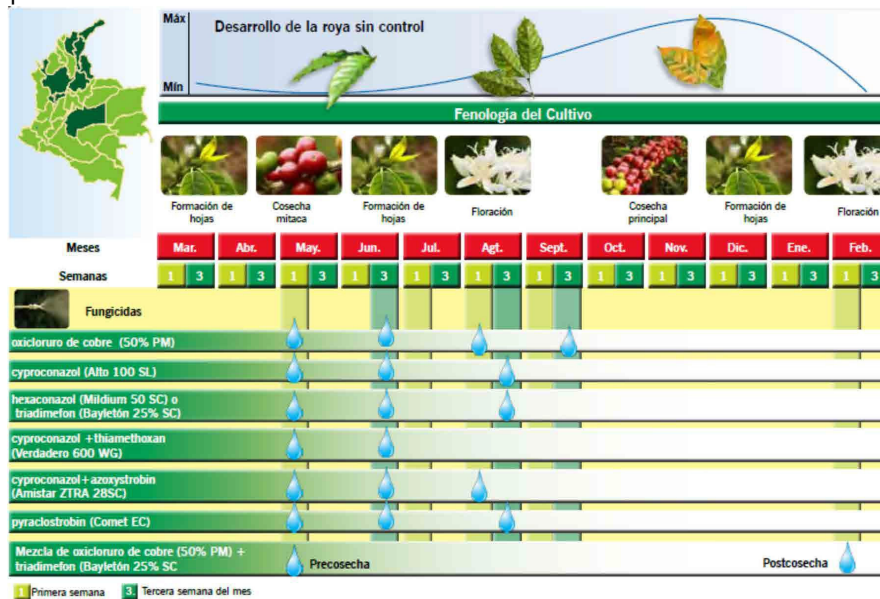 Máx
Desarrollo de la roya sin control
Mín
Fenología del Cultivo
Formación de hojas
Cosecha mitaca
Formación de hojas
Floración
Cosecha principal
Formación de hojas
Floración
Meses Mar. Abr. May. Jun. Jul. Agt. Sept. Oct. Nov. Dic. Ene. Feb.
Semanas 1 3 1 3 1 3 1 3 1 3 1 3 1 3 1 3 1 3 1 3 1 3 1 3
Fungicidas
oxicloruro de cobre (50% PM)
cyproconazol (Alto 100 SL)
hexaconazol (Mildium 50 SC) o
triadimefon (Bayletón 25% SC)
cyproconazol +thiamethoxan
(Verdadero 600 WG)
cyproconazol+azoxystrobin
(Amistar ZTRA 28SC)
pyraclostrobin (Comet EC)
Mezcla de oxicloruro de cobre (50% PM) +
triadimefon (Bayletón 25% SC
Precosecha
Postcosecha
1 Primera semana 3. Tercera semana del mes